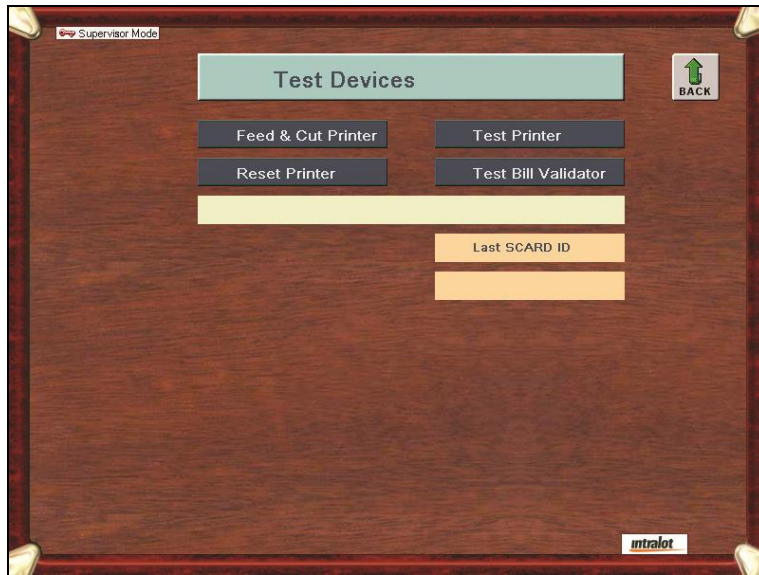 Supervisor Mode
Test Devices
BACK
Feed & Cut Printer
Test Printer
Reset Printer
Test Bill Validator
Last SCARD ID
intralot